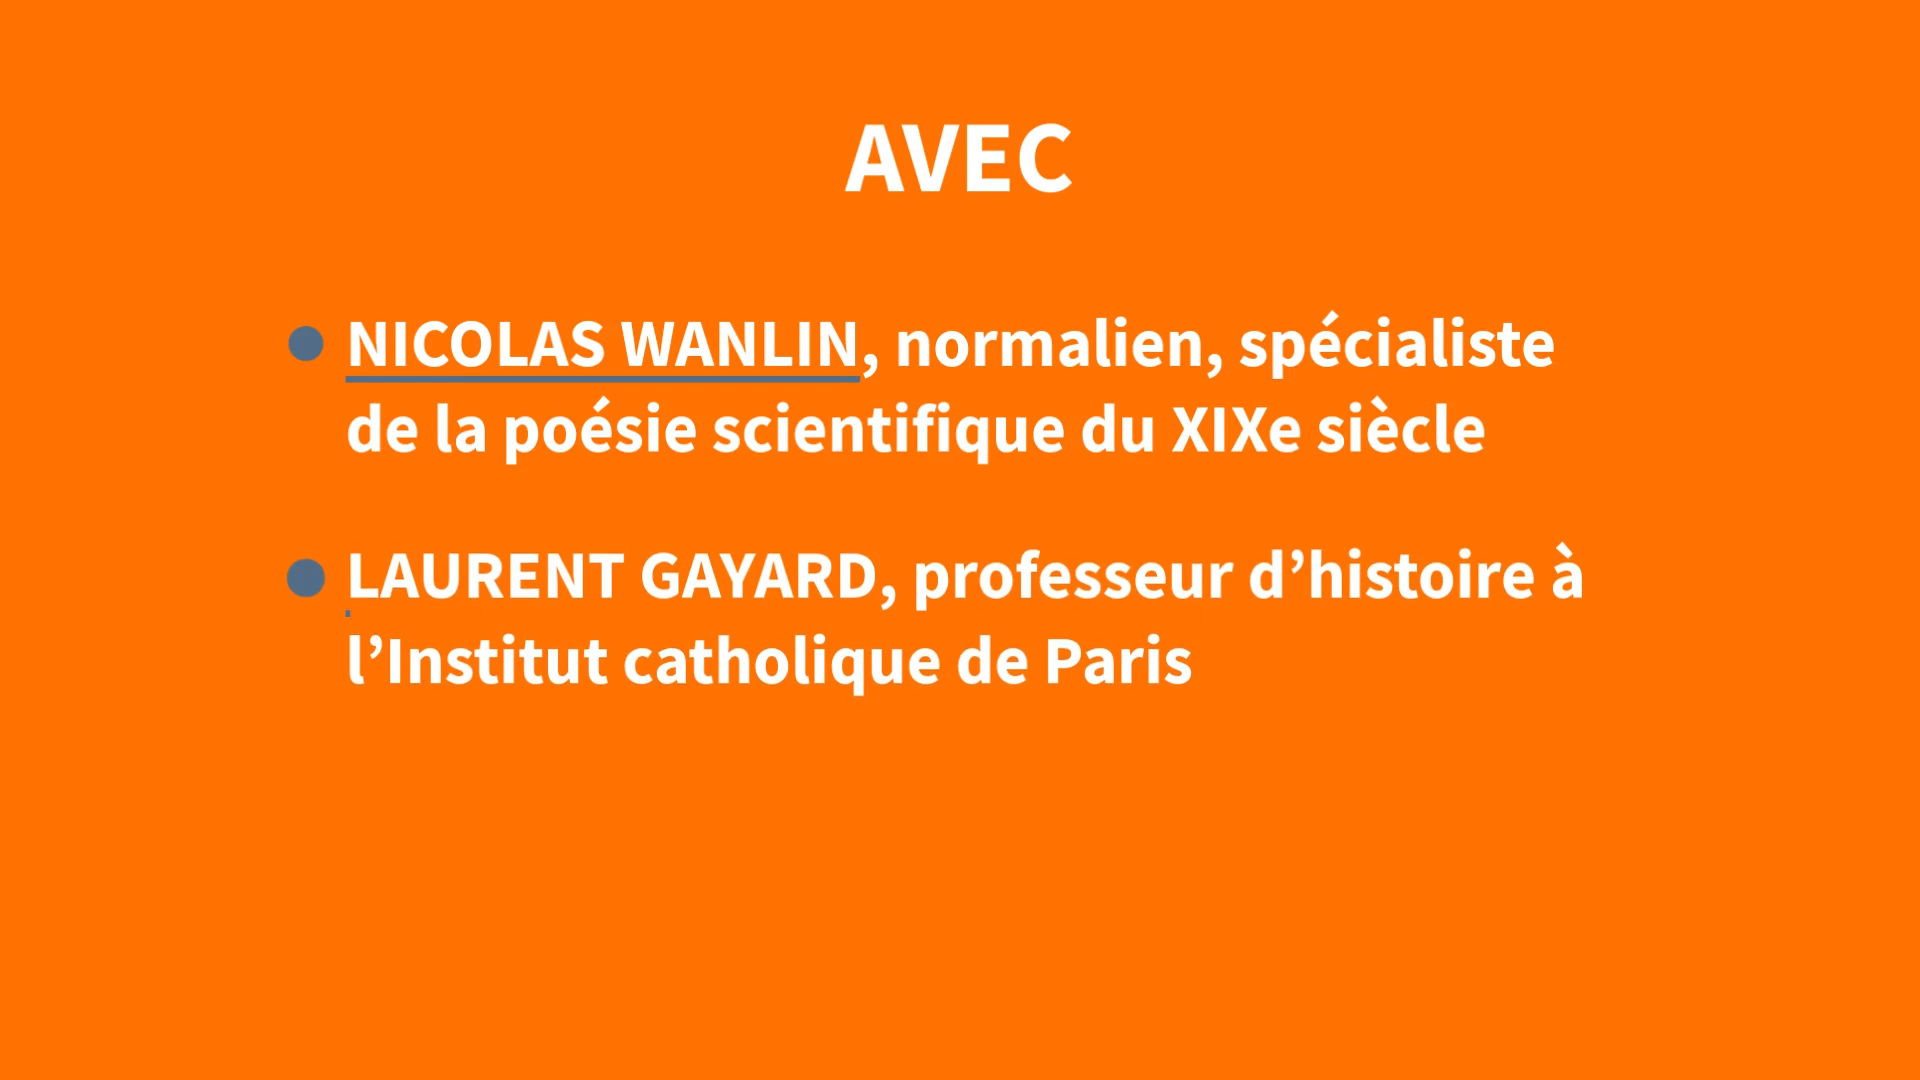 AVEC
NICOLAS WANLIN, normalien, spécialiste
de la poésie scientifique du XIXe siècle
LAURENT GAYARD, professeur d’histoire à
l’Institut catholique de Paris